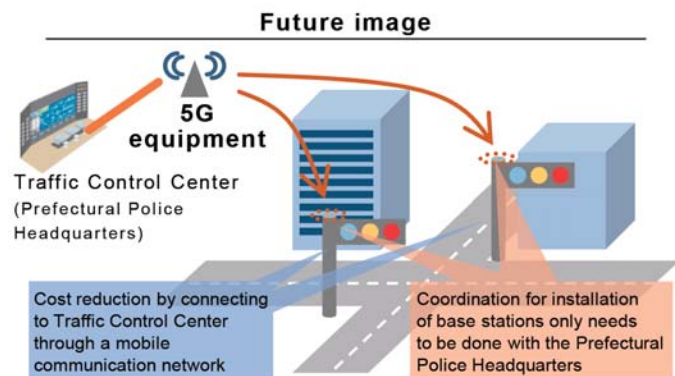 Future image
5G
equipment
Traffic Control Center
(Prefectural Police
Headquarters)
Cost reduction by connecting
to Traffic Control Center
through a mobile
communication network
Coordination for installation
of base stations only needs
to be done with the Prefectural
Police Headquarters